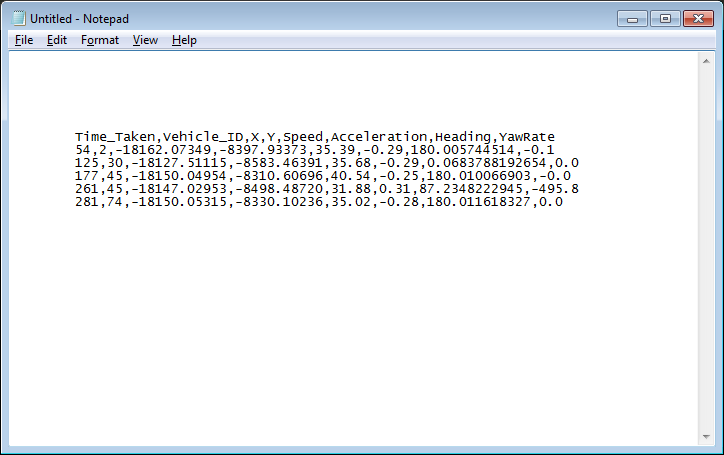 Untitled - Notepad
File Edit Format View Help
Time_Taken,Vehicle_ID,X,Y,Speed,Acceleration,Heading,YawRate
54,2,-18162.07349,-8397.93373,35.39,-0.29,180.005744514,-0.1
125,30,-18127.51115,-8583.46391,35.68,-0.29,0.0683788192654,0.0
177,45,-18150.04954,-8310.60696,40.54,-0.25,180.010066903,-0.0
261,45,-18147.02953,-8498.48720,31.88,0.31,87.2348222945,-495.8
281,74,-18150.05315,-8330.10236,35.02,-0.28,180.011618327,0.0